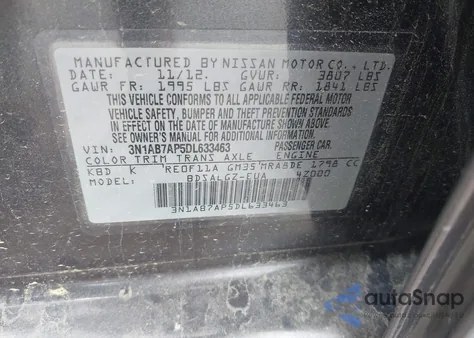 MANUFACTURED BY NISSAN MOTOR CO., LTD.
DATE: 11/12. GVWR: 3807 LBS
GAWR FR: 1995 LBS GAWR RR: 1841 LBS
THIS VEHICLE CONFORMS TO ALL APPLICABLE FEDERAL MOTOR
VEHICLE SAFETY, BUMPER, AND THEFT PREVENTION STANDARDS
IN EFFECT ON THE DATE OF MANUFACTURE SHOWN ABOVE.
SEE OWNER'S MANUAL FOR ADDITIONAL INFORMATION.
VIN: 3N1AB7AP5DL633463 PASSENGER CAR.
COLOR TRIM TRANS AXLE ENGINE
KBD K RE0F11A GM35 MRA8DE 1798 CC
MODEL: BDSALGZ-EUA 42000
3N1AB7AP5DL633463
autoSnap